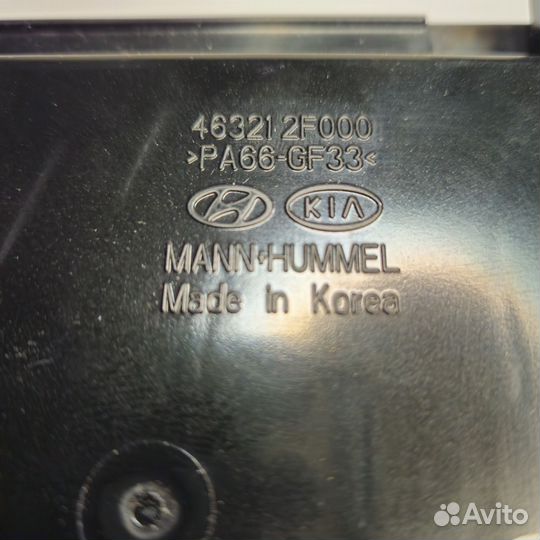 46321 2F000
>PA66-GF33<
KIA
MANN+HUMMEL
Made in Korea
Avito